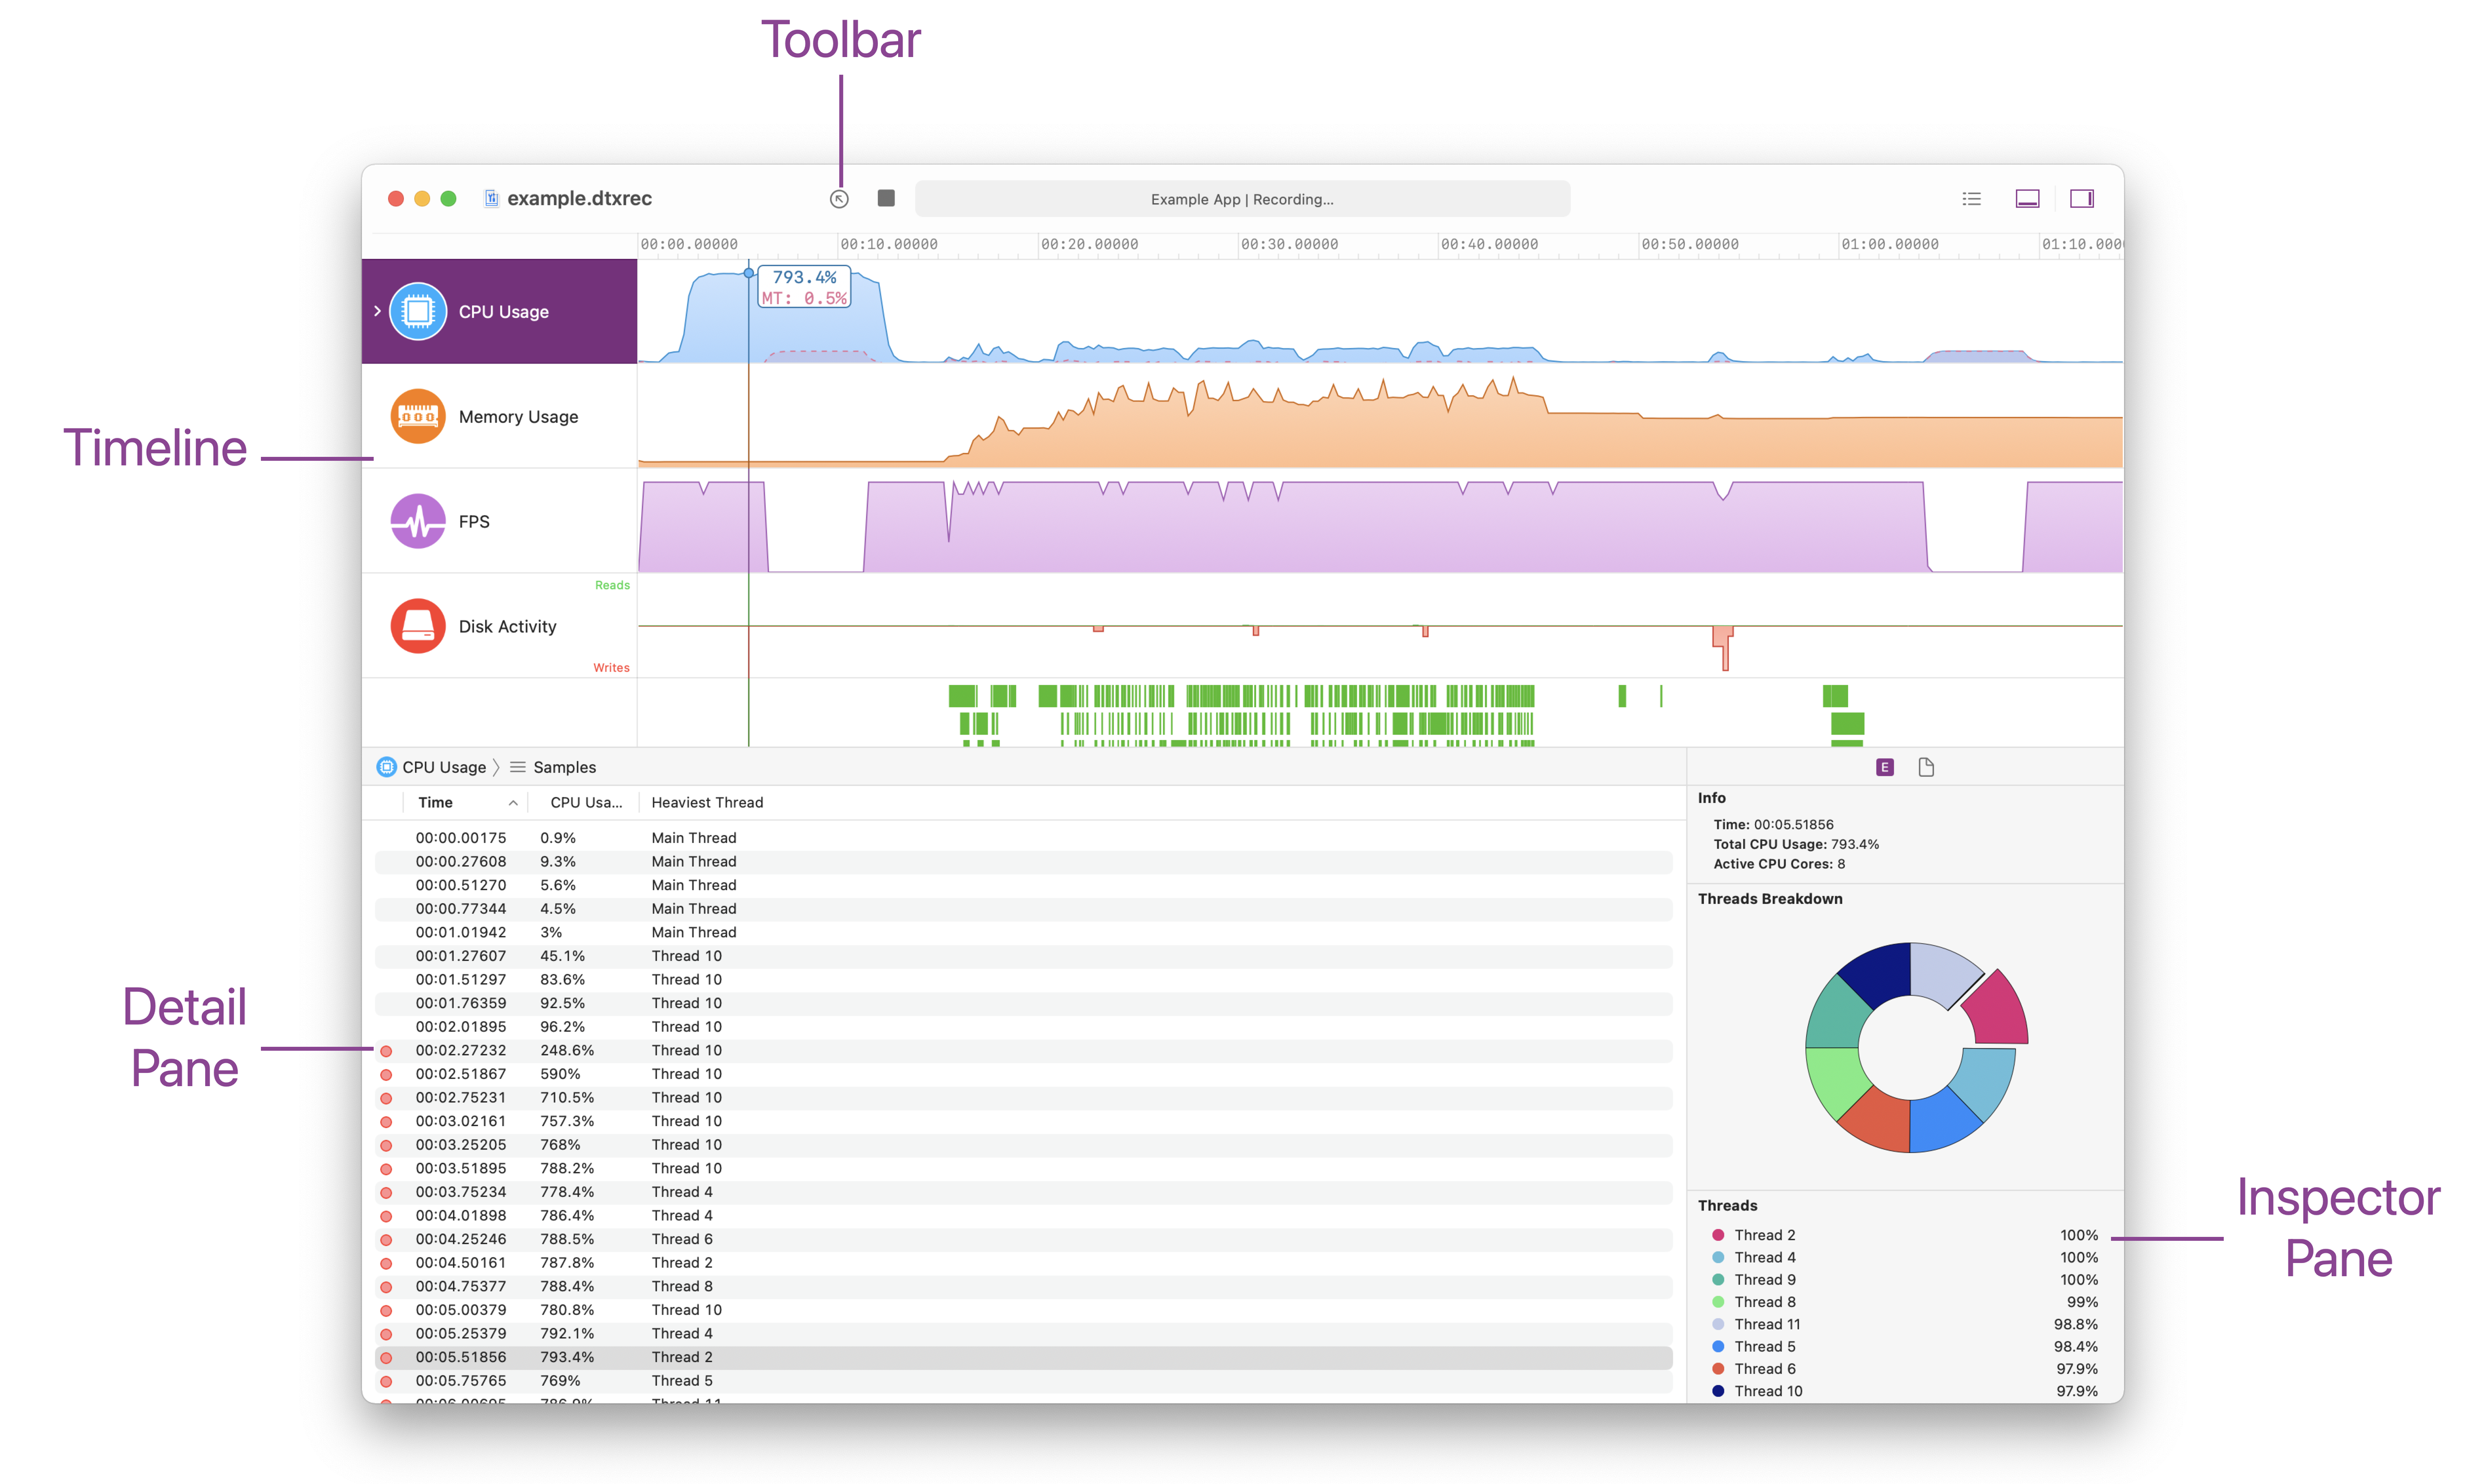 Toolbar
example.dtxrec
Example App | Recording...
00:00.00000 00:10.00000 00:20.00000 00:30.00000 00:40.00000 00:50.00000 01:00.00000 01:10.0000
793.4%
MT: 0.5%
CPU Usage
Memory Usage
Timeline
FPS
Reads
Disk Activity
Writes
CPU Usage Samples
E
Time CPU Usa... Heaviest Thread
00:00.00175 0.9% Main Thread
00:00.27608 9.3% Main Thread
00:00.51270 5.6% Main Thread
00:00.77344 4.5% Main Thread
00:01.01942 3% Main Thread
00:01.27607 45.1% Thread 10
00:01.51297 83.6% Thread 10
00:01.76359 92.5% Thread 10
00:02.01895 96.2% Thread 10
00:02.27232 248.6% Thread 10
00:02.51867 590% Thread 10
00:02.75231 710.5% Thread 10
00:03.02161 757.3% Thread 10
00:03.25205 768% Thread 10
00:03.51895 788.2% Thread 10
00:03.75234 778.4% Thread 4
00:04.01898 786.4% Thread 4
00:04.25246 788.5% Thread 6
00:04.50161 787.8% Thread 2
00:04.75377 788.4% Thread 8
00:05.00379 780.8% Thread 10
00:05.25379 792.1% Thread 4
00:05.51856 793.4% Thread 2
00:05.75765 769% Thread 5
Detail
Pane
Info
Time: 00:05.51856
Total CPU Usage: 793.4%
Active CPU Cores: 8
Threads Breakdown
Threads
Thread 2 100%
Thread 4 100%
Thread 9 100%
Thread 8 99%
Thread 11 98.8%
Thread 5 98.4%
Thread 6 97.9%
Thread 10 97.9%
Inspector
Pane